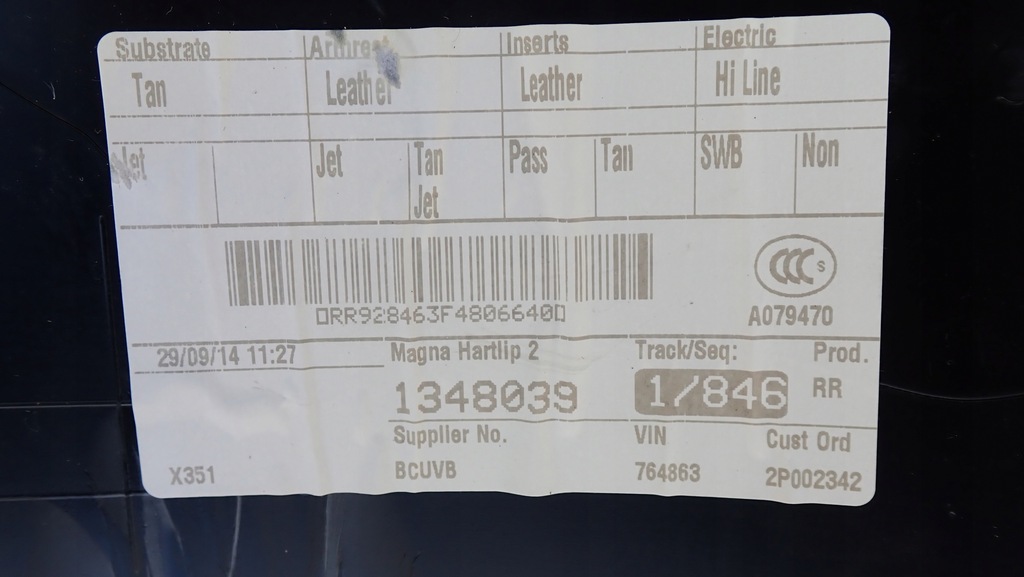 Substrate Armrest Inserts Electric
Tan Leather Leather Hi Line
Jet Jet Tan Pass Tan SWB Non
Jet
CCC S
▯RR928463F4806640▯ A079470
29/09/14 11:27 Magna Hartlip 2 Track/Seq: Prod.
1348039 1/846 RR
Supplier No. VIN Cust Ord
X351 BCUVB 764863 2P002342